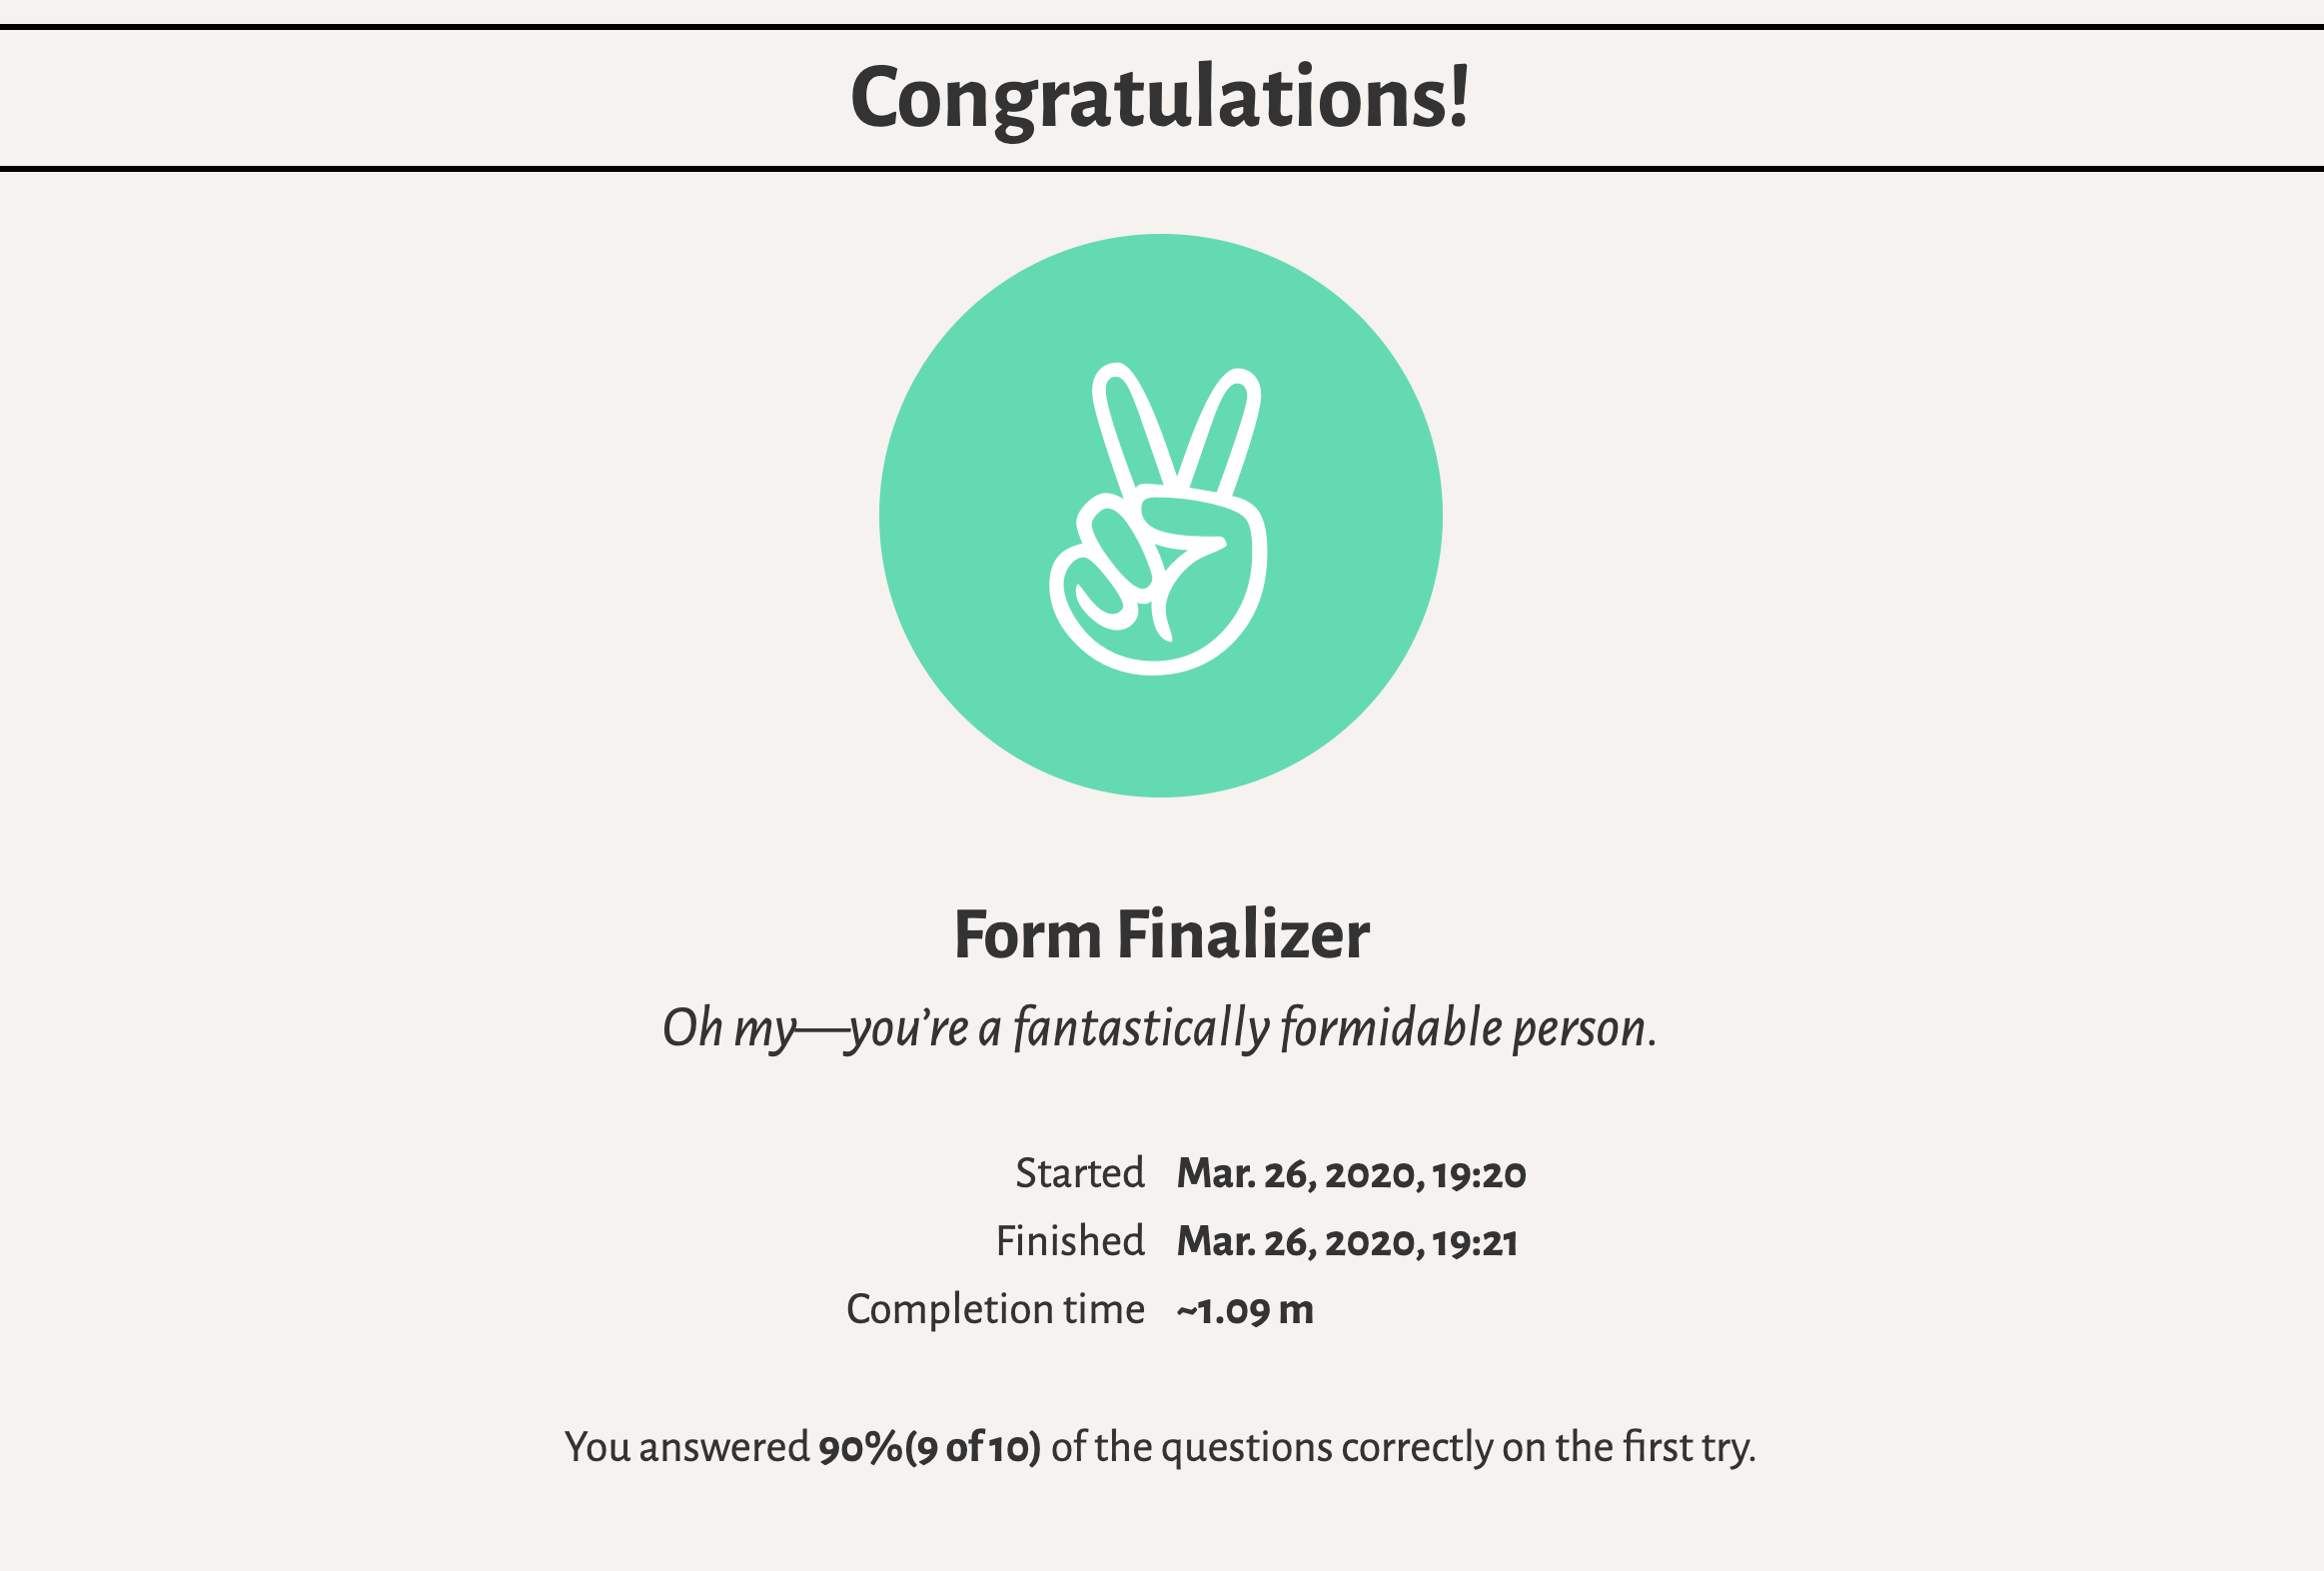 Congratulations!
Form Finalizer
Oh my—you’re a fantastically formidable person.
Started Mar. 26, 2020, 19:20
Finished Mar. 26, 2020, 19:21
Completion time ~1.09 m
You answered 90%(9 of 10) of the questions correctly on the first try.